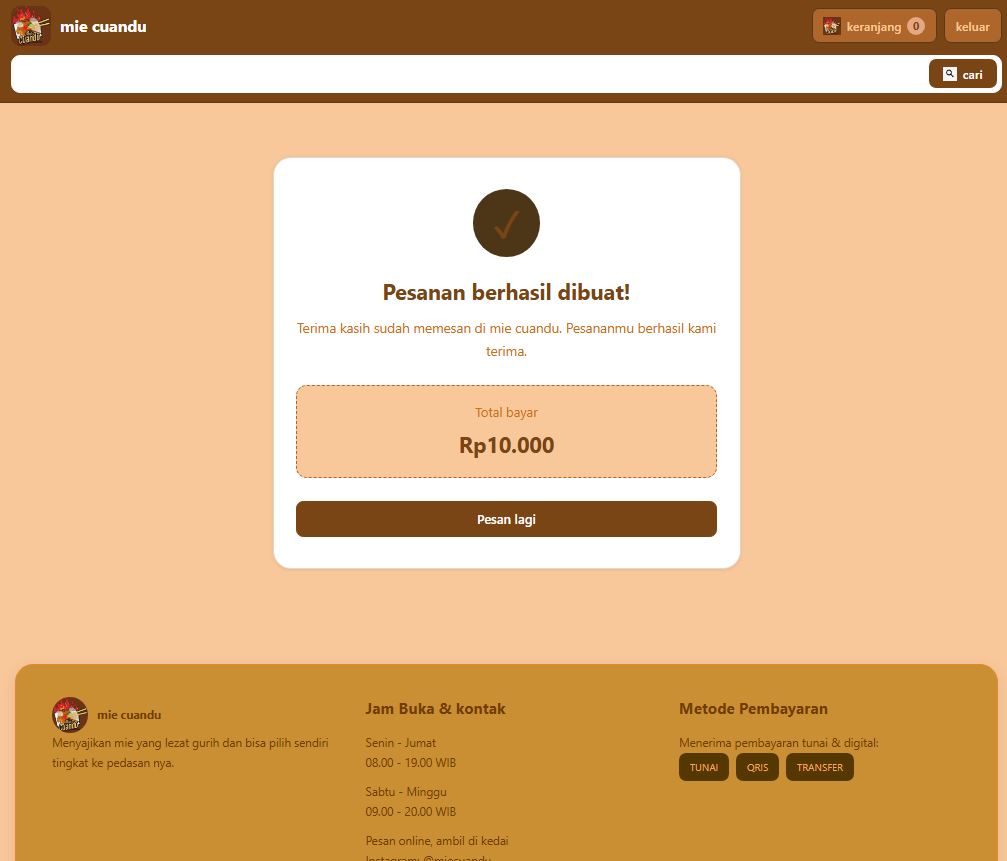 mie cuandu
keranjang 0
keluar
cari
Pesanan berhasil dibuat!
Terima kasih sudah memesan di mie cuandu. Pesananmu berhasil kami
terima.
Total bayar
Rp10.000
Pesan lagi
mie cuandu
Menyajikan mie yang lezat gurih dan bisa pilih sendiri
tingkat ke pedasan nya.
Jam Buka & kontak
Senin - Jumat
08.00 - 19.00 WIB
Sabtu - Minggu
09.00 - 20.00 WIB
Pesan online, ambil di kedai
Instagram: @miecuandu
Metode Pembayaran
Menerima pembayaran tunai & digital:
TUNAI QRIS TRANSFER